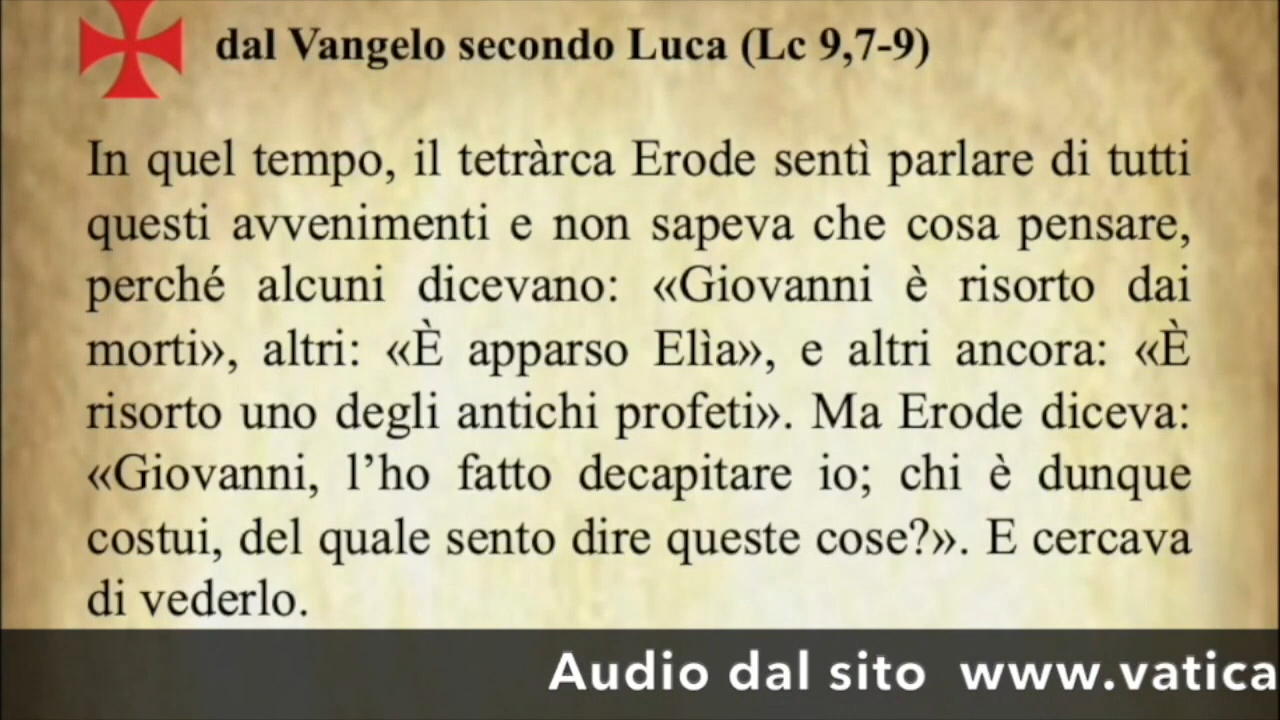 dal Vangelo secondo Luca (Lc 9,7-9)
In quel tempo, il tetràrca Erode sentì parlare di tutti
questi avvenimenti e non sapeva che cosa pensare,
perché alcuni dicevano: «Giovanni è risorto dai
morti», altri: «È apparso Elìa», e altri ancora: «È
risorto uno degli antichi profeti». Ma Erode diceva:
«Giovanni, l’ho fatto decapitare io; chi è dunque
costui, del quale sento dire queste cose?». E cercava
di vederlo.
Audio dal sito www.vatica